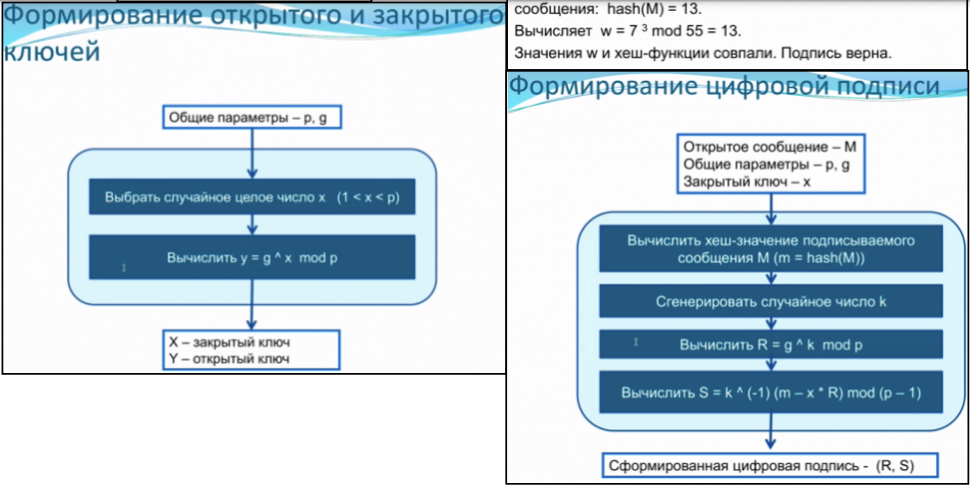 Формирование открытого и закрытого
ключей
Общие параметры – p, g
Выбрать случайное целое число x (1 < x < p)
Вычислить y = g ^ x mod p
X – закрытый ключ
Y – открытый ключ
сообщения: hash(M) = 13.
Вычисляет w = 7 ³ mod 55 = 13.
Значения w и хеш-функции совпали. Подпись верна.
Формирование цифровой подписи
Открытое сообщение – M
Общие параметры – p, g
Закрытый ключ – x
Вычислить хеш-значение подписываемого
сообщения M (m = hash(M))
Сгенерировать случайное число k
Вычислить R = g ^ k mod p
Вычислить S = k ^ (-1) (m – x * R) mod (p – 1)
Сформированная цифровая подпись - (R, S)